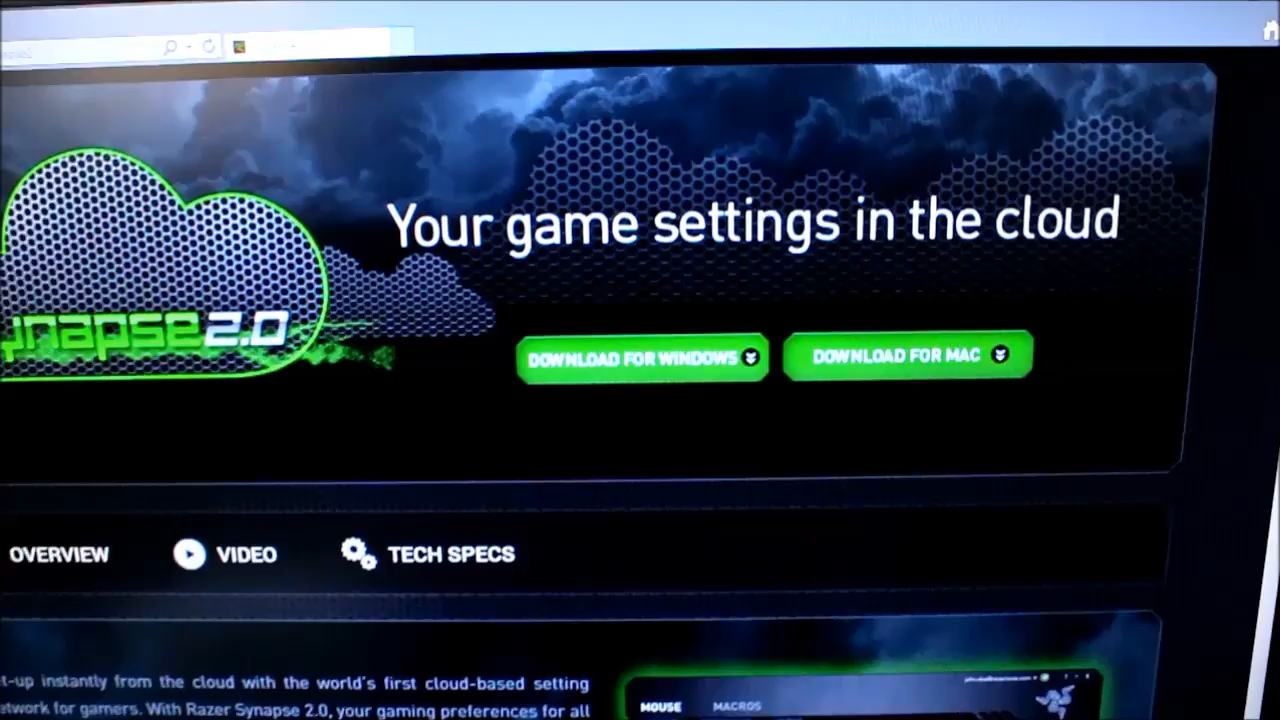 Your game settings in the cloud
ynapse 2.0
DOWNLOAD FOR WINDOWS
DOWNLOAD FOR MAC
OVERVIEW
VIDEO
TECH SPECS
t-up instantly from the cloud with the world's first cloud-based setting
etwork for gamers. With Razer Synapse 2.0, your gaming preferences for all
MOUSE
MACROS